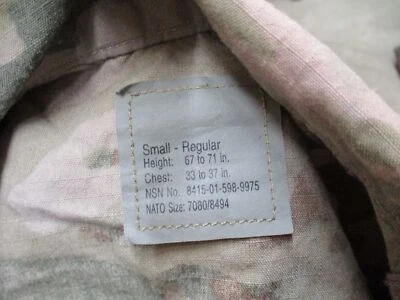 Small - Regular
Height: 67 to 71 in.
Chest: 33 to 37 in.
NSN No. 8415-01-598-9975
NATO Size: 7080/8494